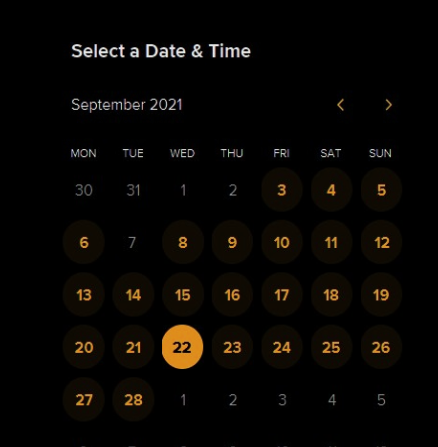 Select a Date & Time
September 2021
MON TUE WED THU FRI SAT SUN
30 31 1 2 3 4 5
6 7 8 9 10 11 12
13 14 15 16 17 18 19
20 21 22 23 24 25 26
27 28 1 2 3 4 5